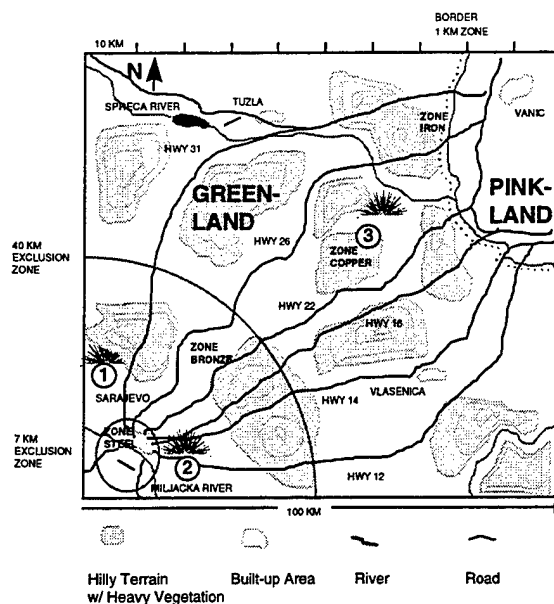 BORDER
1 KM ZONE
10 KM
N
SPRECA RIVER
TUZLA
VANIC
ZONE
IRON
HWY 31
GREEN-
LAND
PINK-
LAND
HWY 26
3
ZONE
COPPER
40 KM
EXCLUSION
ZONE
HWY 22
ZONE
BRONZE
HWY 16
1
SARAJEVO
HWY 14
VLASENICA
ZONE
STEEL
7 KM
EXCLUSION
ZONE
2
MILJACKA RIVER
HWY 12
100 KM
Hilly Terrain
w/ Heavy Vegetation
Built-up Area
River
Road